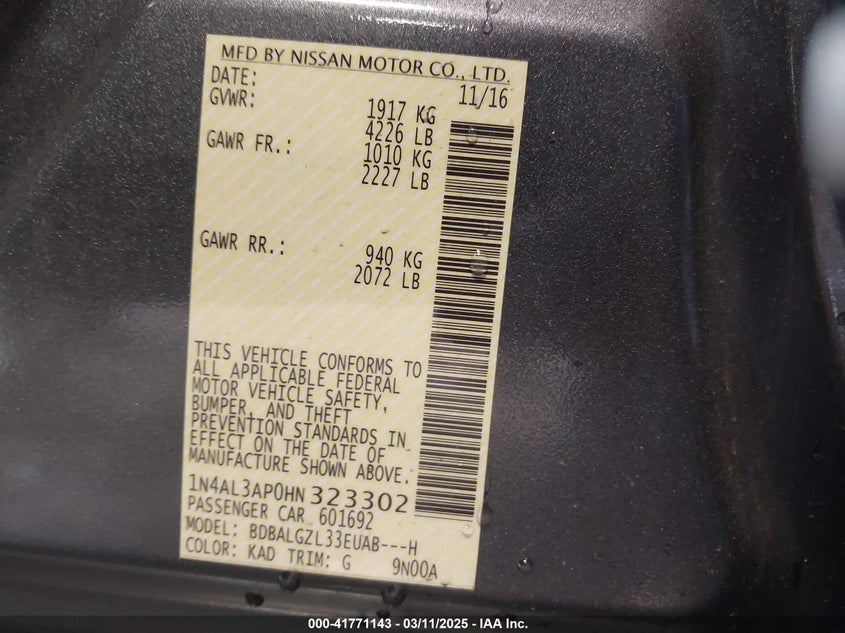 MFD BY NISSAN MOTOR CO., LTD.
DATE: 11/16
GVWR: 1917 KG
4226 LB
GAWR FR.: 1010 KG
2227 LB
GAWR RR.: 940 KG
2072 LB
THIS VEHICLE CONFORMS TO
ALL APPLICABLE FEDERAL
MOTOR VEHICLE SAFETY,
BUMPER, AND THEFT
PREVENTION STANDARDS IN
EFFECT ON THE DATE OF
MANUFACTURE SHOWN ABOVE.
1N4AL3AP0HN 323302
PASSENGER CAR 601692
MODEL: BDBALGZL33EUAB---H
COLOR: KAD TRIM: G 9N00A
000-41771143 - 03/11/2025 - IAA Inc.